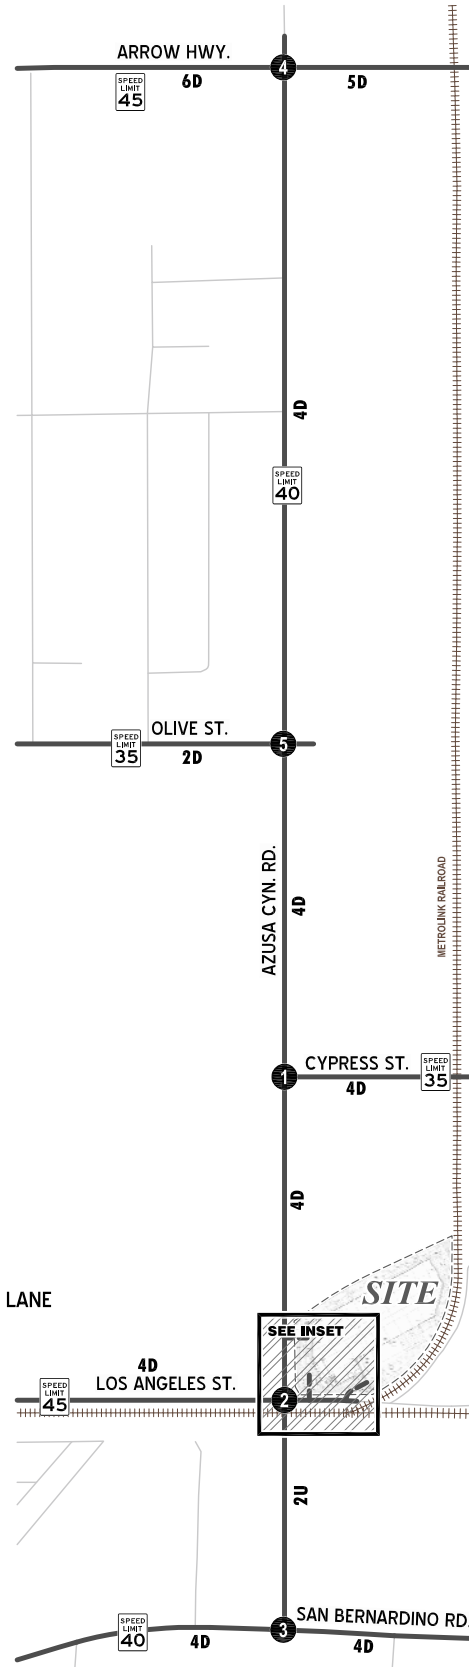 ARROW HWY.
4
6D
5D
SPEED
LIMIT
45
4D
SPEED
LIMIT
40
OLIVE ST.
SPEED
LIMIT
35
5
2D
AZUSA CYN. RD.
4D
METROLINK RAILROAD
CYPRESS ST.
SPEED
LIMIT
35
1
4D
4D
SITE
LANE
SEE INSET
4D
LOS ANGELES ST.
SPEED
LIMIT
45
2
2U
SAN BERNARDINO RD.
SPEED
LIMIT
40
3
4D
4D